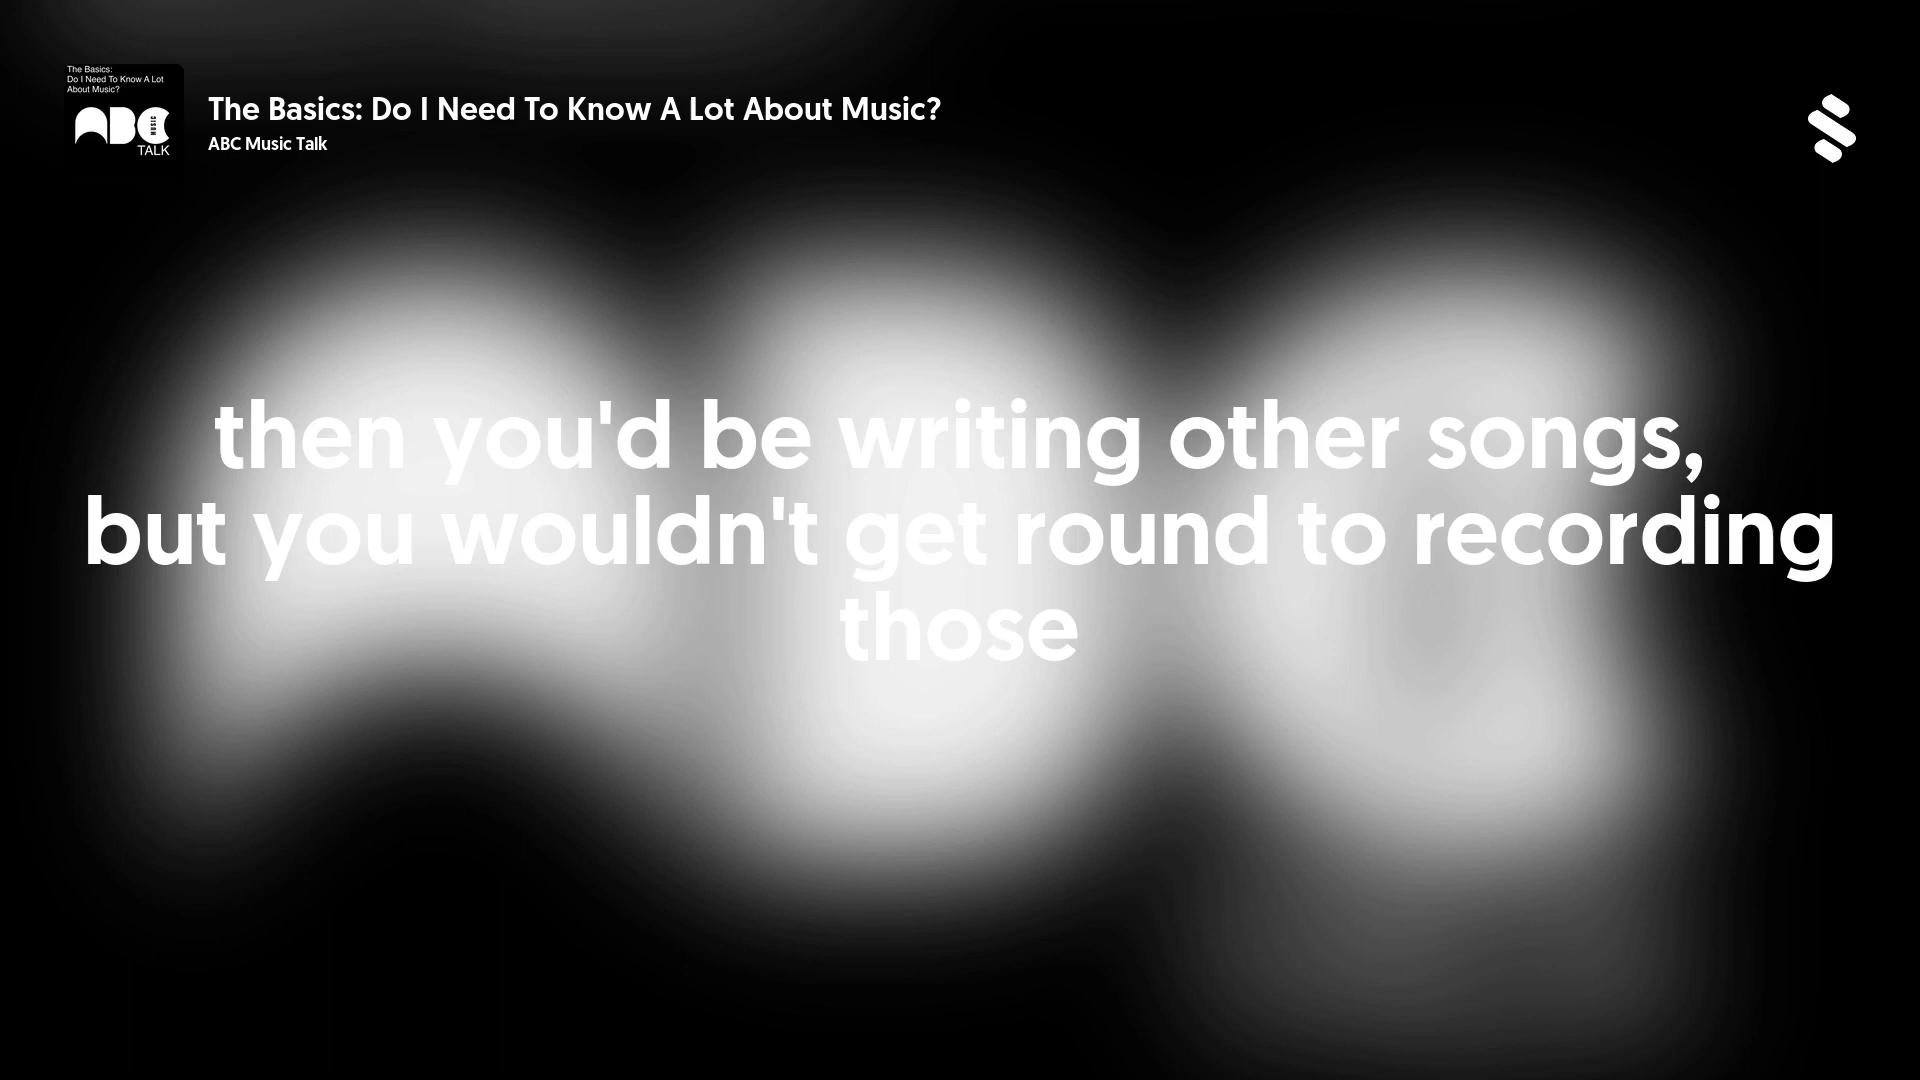 The Basics:
Do I Need To Know A Lot
About Music?
ABC MUSIC
TALK
The Basics: Do I Need To Know A Lot About Music?
ABC Music Talk
then you'd be writing other songs,
but you wouldn't get round to recording
those